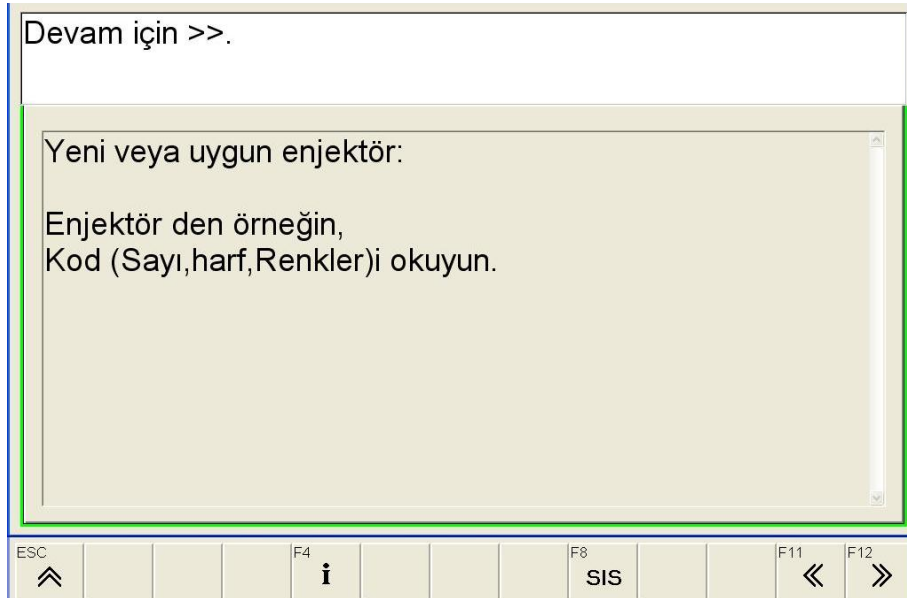 Devam için >>.
Yeni veya uygun enjektör:
Enjektör den örneğin,
Kod (Sayı,harf,Renkler)i okuyun.
ESC
F4
i
F8
SIS
F11
F12